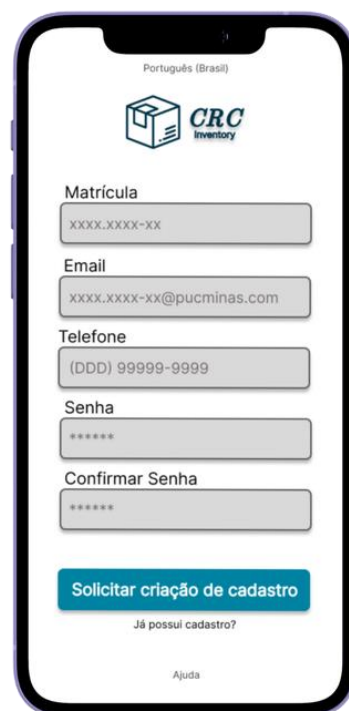 Português (Brasil)
CRC
Inventory
Matrícula
xxxx.xxxx-xx
Email
xxxx.xxxx-xx@pucminas.com
Telefone
(DDD) 99999-9999
Senha
******
Confirmar Senha
******
Solicitar criação de cadastro
Já possui cadastro?
Ajuda